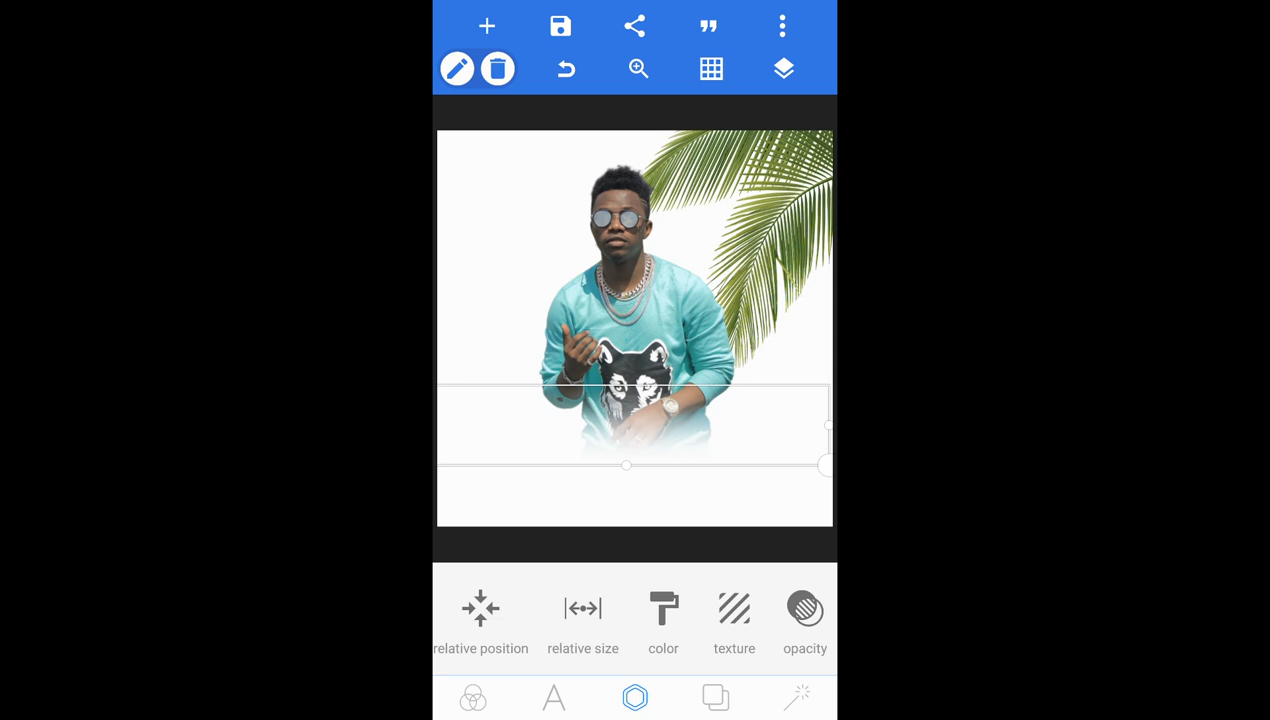 relative position
relative size
color
texture
opacity